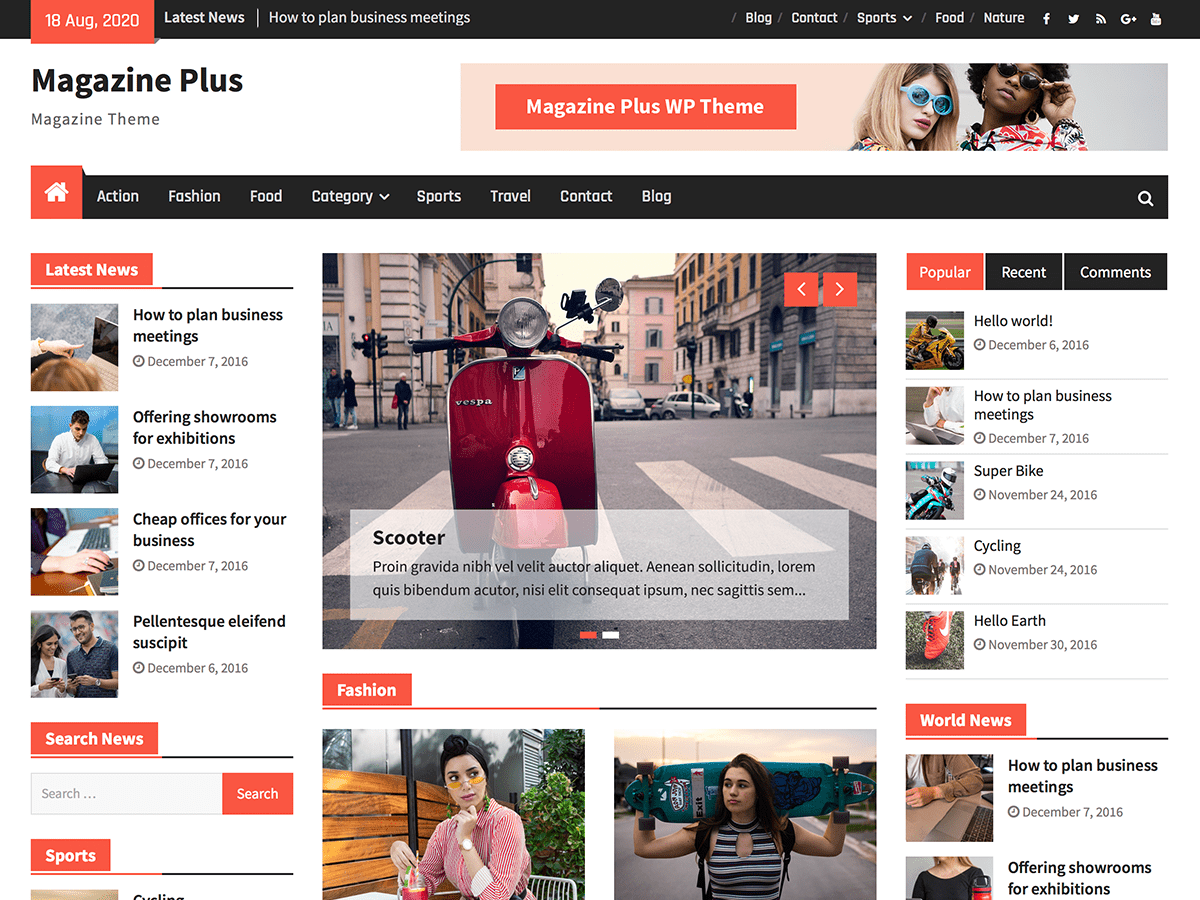 18 Aug, 2020
Latest News
How to plan business meetings
/ Blog / Contact / Sports / Food / Nature
Magazine Plus
Magazine Theme
Magazine Plus WP Theme
Action Fashion Food Category Sports Travel Contact Blog
Latest News
How to plan business
meetings
December 7, 2016
Offering showrooms
for exhibitions
December 7, 2016
Cheap offices for your
business
December 7, 2016
Pellentesque eleifend
suscipit
December 6, 2016
Search News
Search ...
Search
Sports
Cycling
vespa
Scooter
Proin gravida nibh vel velit auctor aliquet. Aenean sollicitudin, lorem
quis bibendum auctor, nisi elit consequat ipsum, nec sagittis sem...
Fashion
Exit
Popular Recent Comments
Hello world!
December 6, 2016
How to plan business
meetings
December 7, 2016
Super Bike
November 24, 2016
Cycling
November 24, 2016
Hello Earth
November 30, 2016
World News
How to plan business
meetings
December 7, 2016
Offering showrooms
for exhibitions